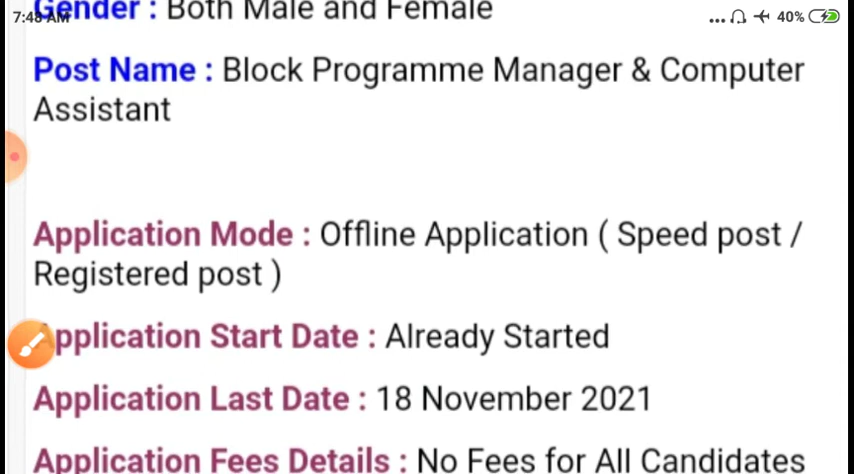 Gender : Both Male and Female
7:48 AM
... 40%
Post Name : Block Programme Manager & Computer
Assistant
Application Mode : Offline Application ( Speed post /
Registered post )
Application Start Date : Already Started
Application Last Date : 18 November 2021
Application Fees Details : No Fees for All Candidates